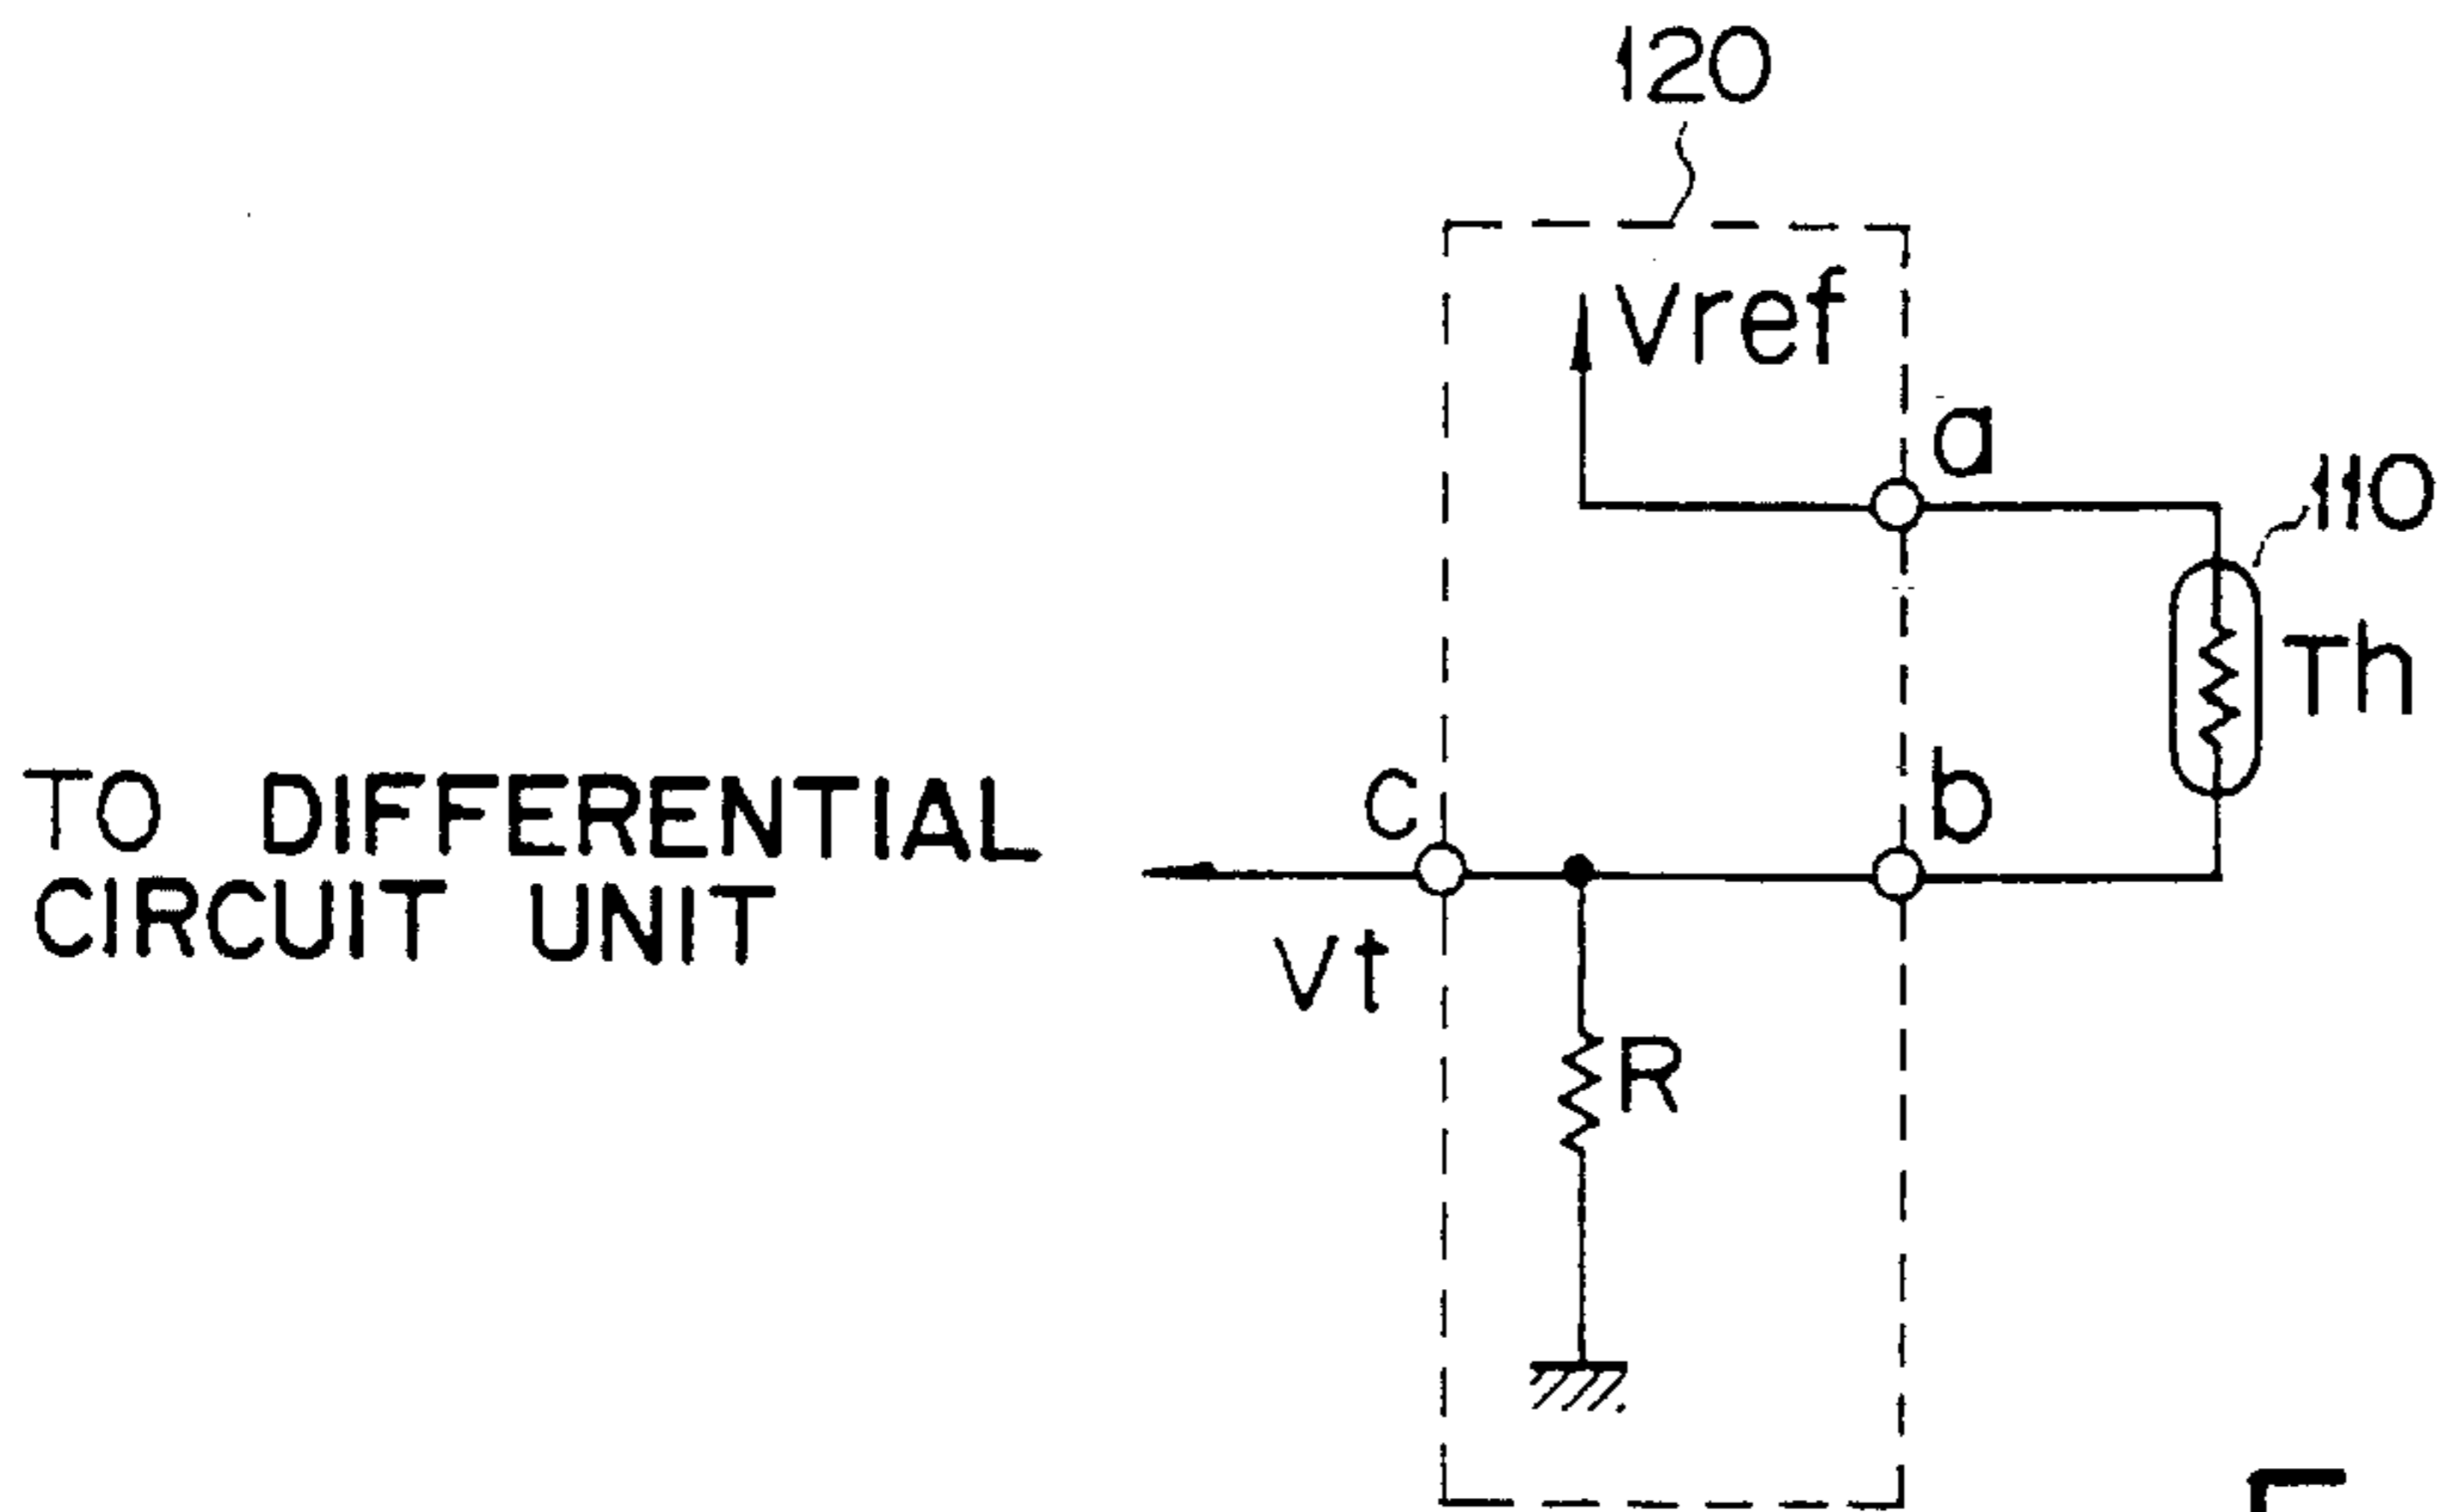 120
Vref
a
110
Th
TO DIFFERENTIAL
CIRCUIT UNIT
c
b
Vt
R